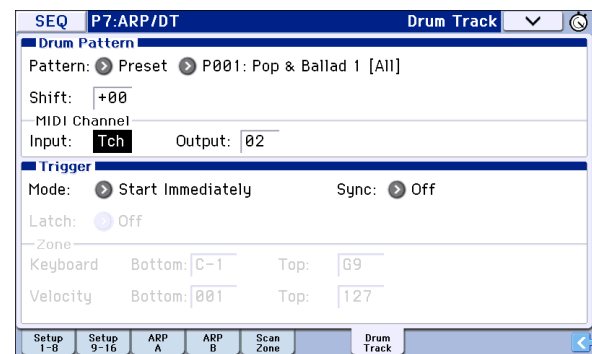 SEQ P7:ARP/DT Drum Track
Drum Pattern
Pattern: Preset P001: Pop & Ballad 1 [All]
Shift: +00
MIDI Channel
Input: Tch Output: 02
Trigger
Mode: Start Immediately Sync: Off
Latch: Off
Zone
Keyboard Bottom: C-1 Top: G9
Velocity Bottom: 001 Top: 127
Setup 1-8 Setup 9-16 ARP A ARP B Scan Zone Drum Track